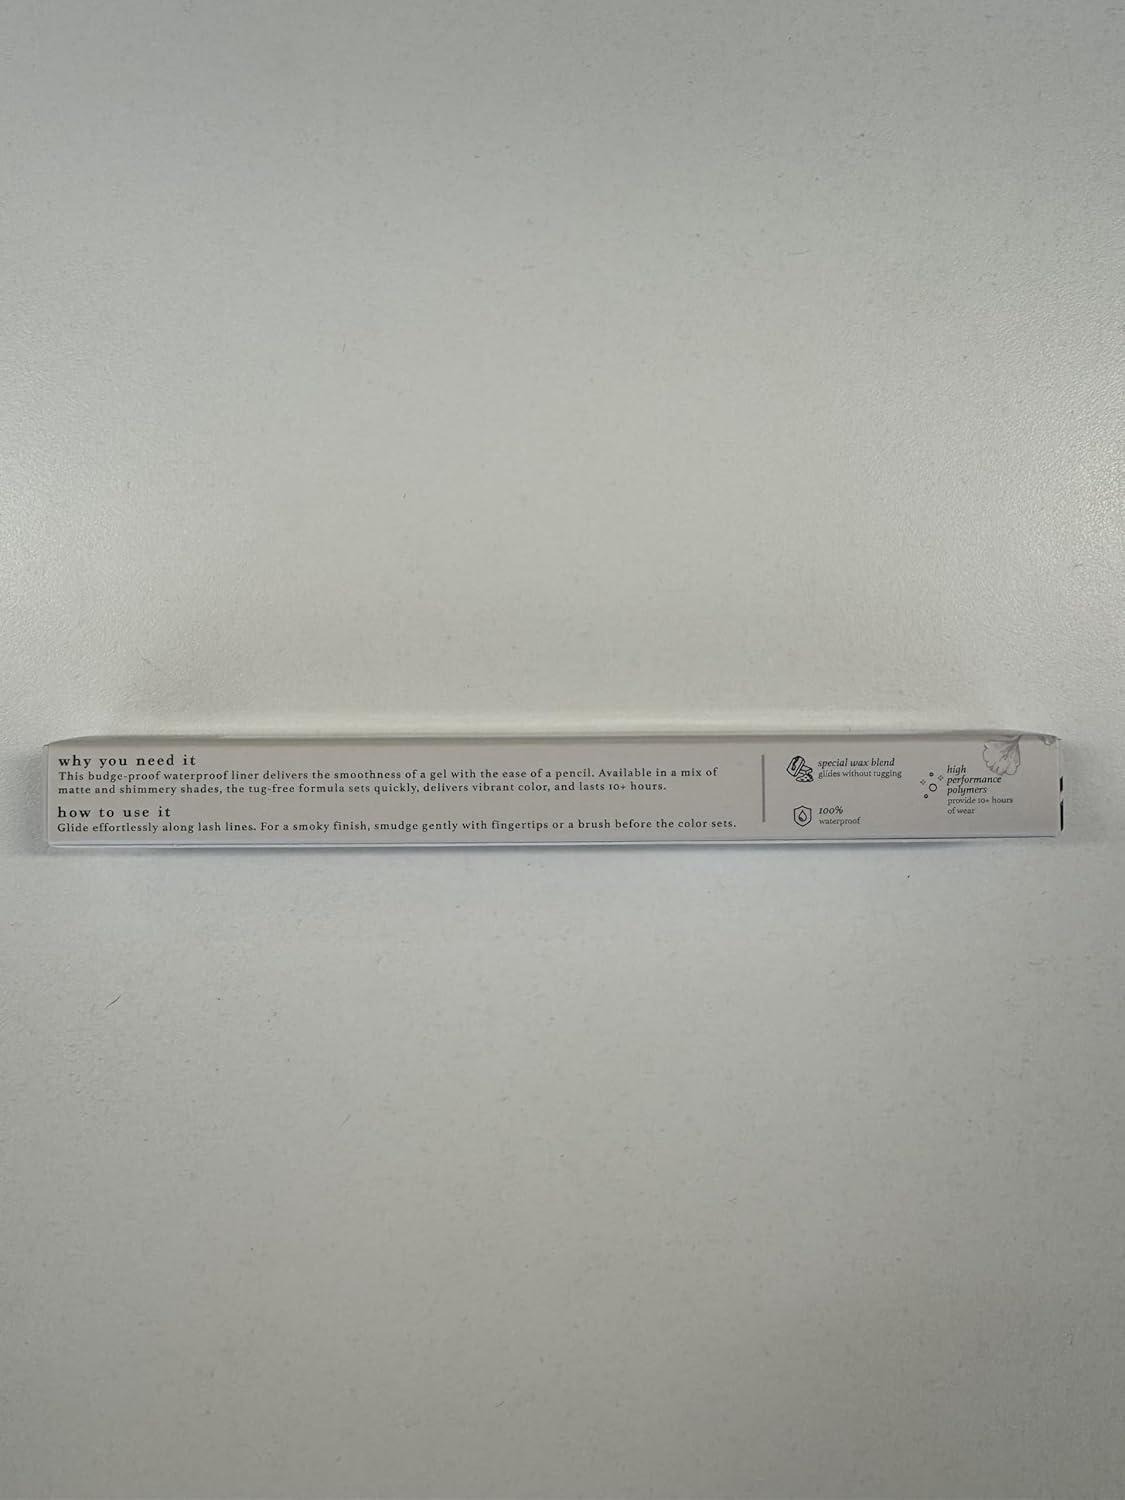 why you need it
This budge-proof waterproof liner delivers the smoothness of a gel with the ease of a pencil. Available in a mix of
matte and shimmery shades, the tug-free formula sets quickly, delivers vibrant color, and lasts 10+ hours.
how to use it
Glide effortlessly along lash lines. For a smoky finish, smudge gently with fingertips or a brush before the color sets.
special wax blend
glides without tugging
100%
waterproof
high
performance
polymers
provide 10+ hours
of wear